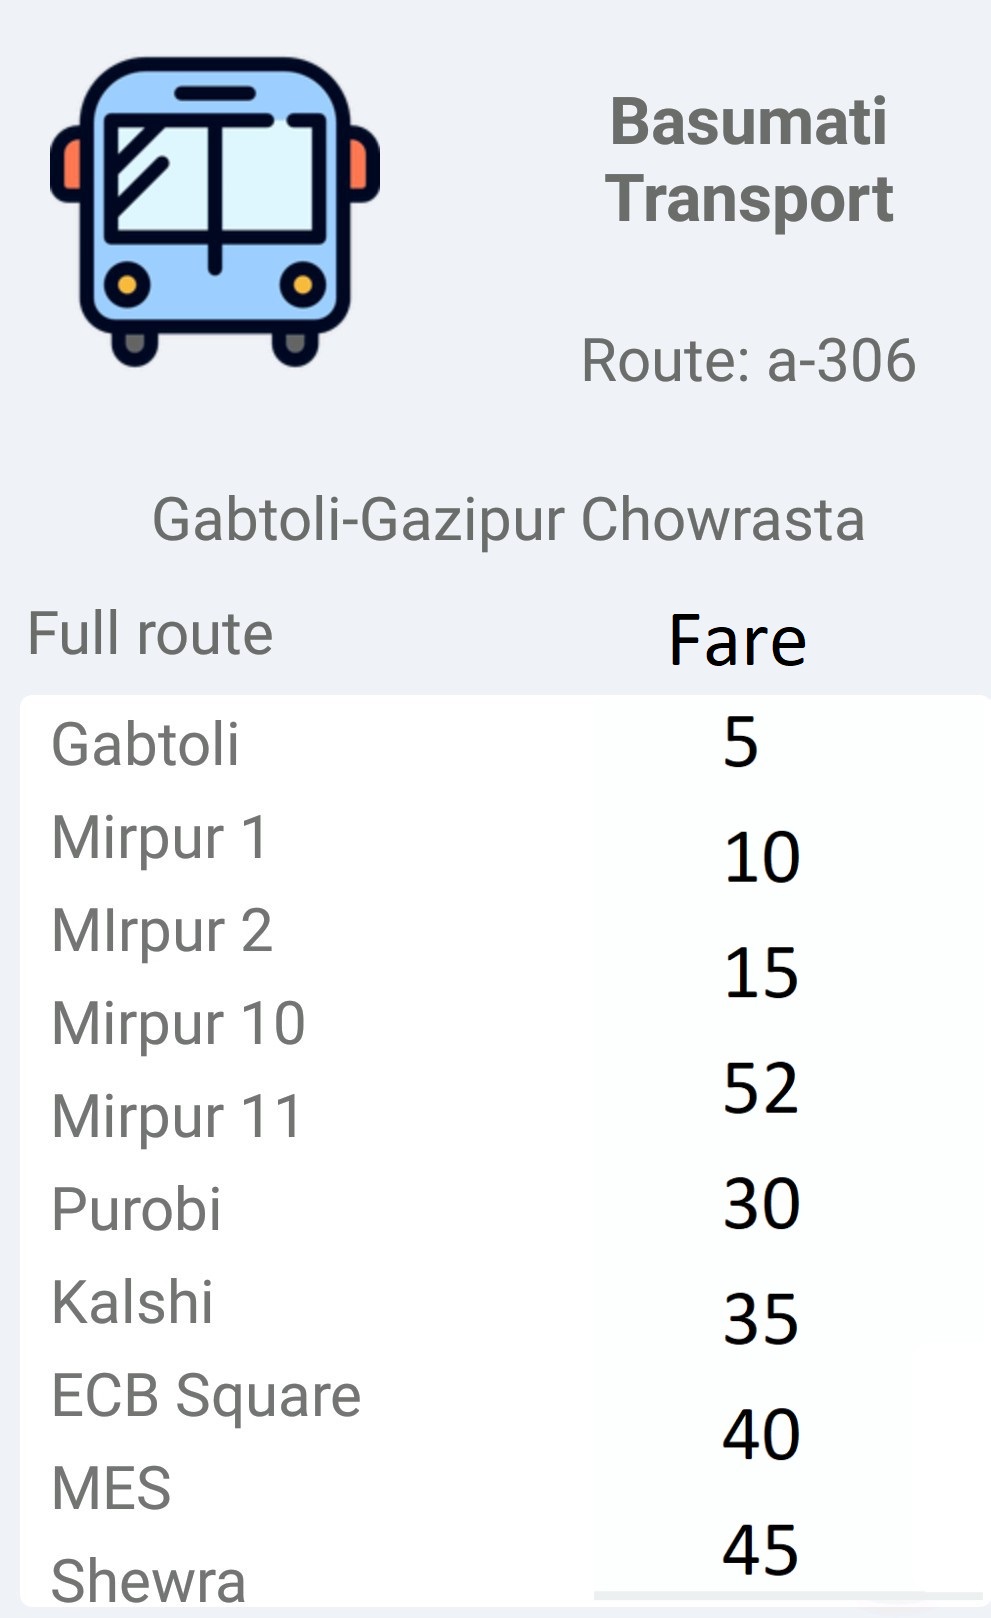 Basumati
Transport
Route: a-306
Gabtoli-Gazipur Chowrasta
Full route
Fare
Gabtoli
5
Mirpur 1
10
MIrpur 2
15
Mirpur 10
52
Mirpur 11
30
Purobi
35
Kalshi
40
ECB Square
45
MES
Shewra